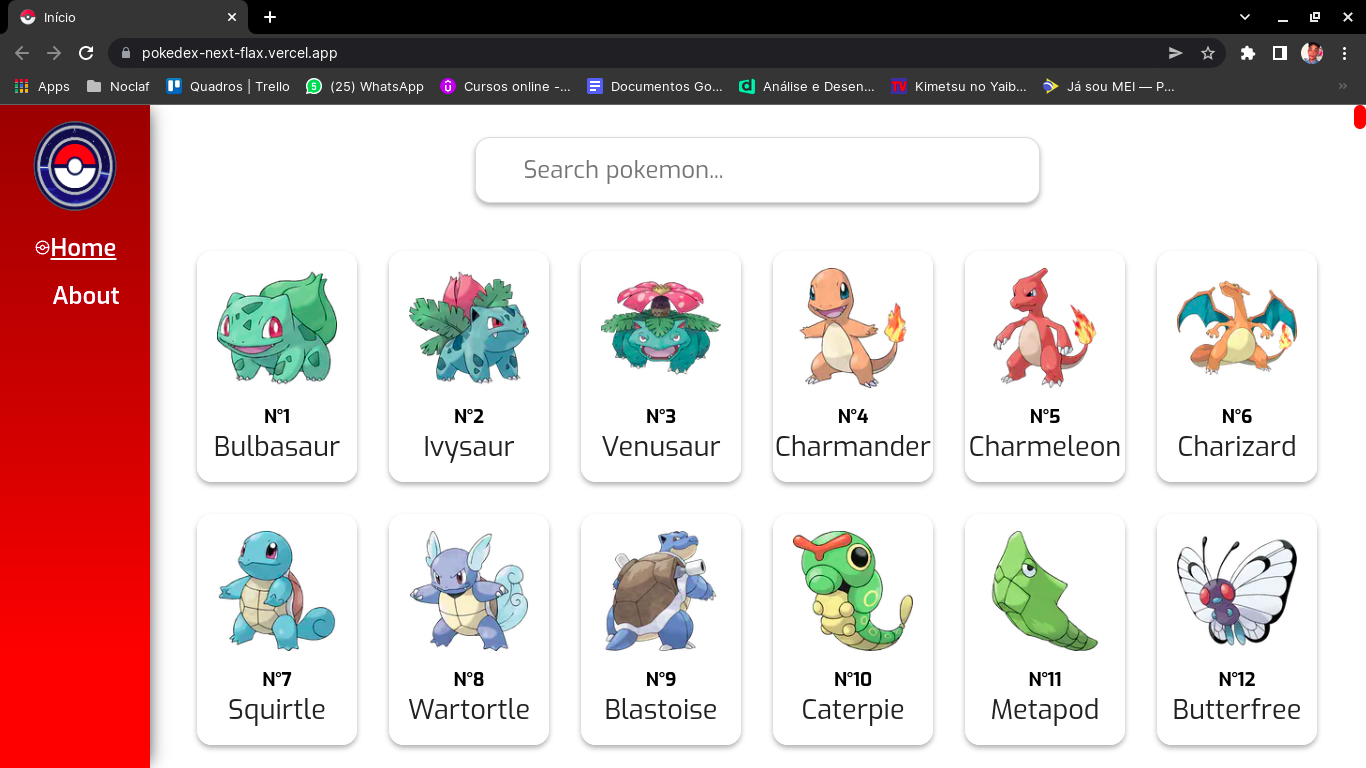 Início
pokedex-next-flax.vercel.app
Apps Noclaf Quadros | Trello 5 (25) WhatsApp Cursos online -... Documentos Go... Análise e Desen... TV Kimetsu no Yaib... Já sou MEI — P... »
Search pokemon...
Home
About
N°1 N°2 N°3 N°4 N°5 N°6
Bulbasaur Ivysaur Venusaur Charmander Charmeleon Charizard
N°7 N°8 N°9 N°10 N°11 N°12
Squirtle Wartortle Blastoise Caterpie Metapod Butterfree